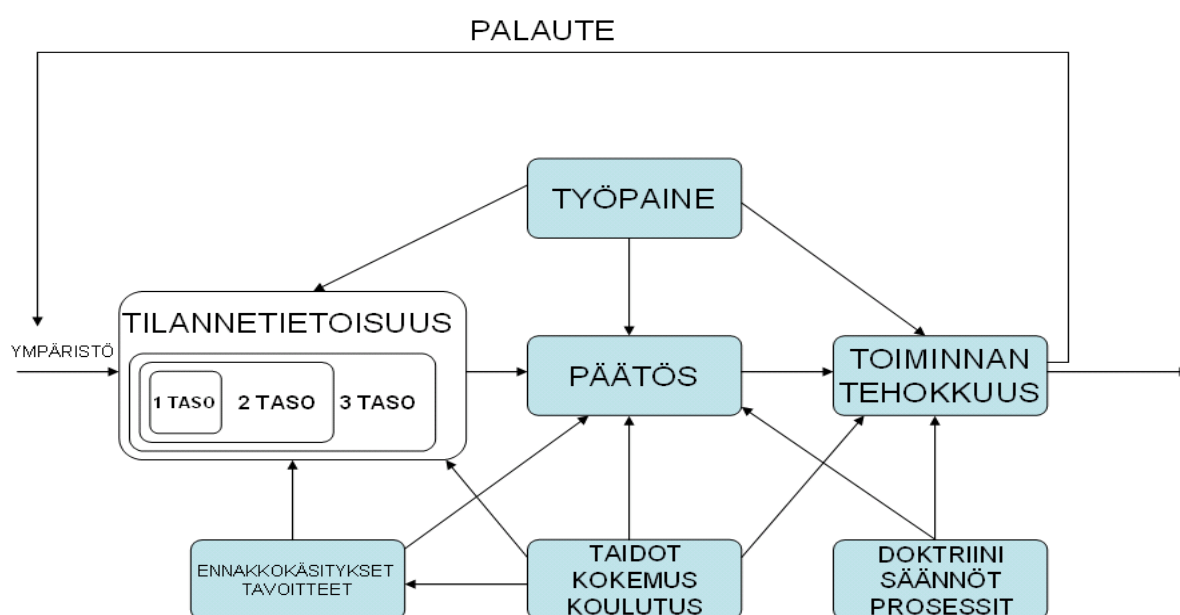 PALAUTE
TYÖPAINE
TILANNETIETOISUUS
YMPÄRISTÖ
1 TASO
2 TASO
3 TASO
PÄÄTÖS
TOIMINNAN
TEHOKKUUS
ENNAKKOKÄSITYKSET
TAVOITTEET
TAIDOT
KOKEMUS
KOULUTUS
DOKTRIINI
SÄÄNNÖT
PROSESSIT